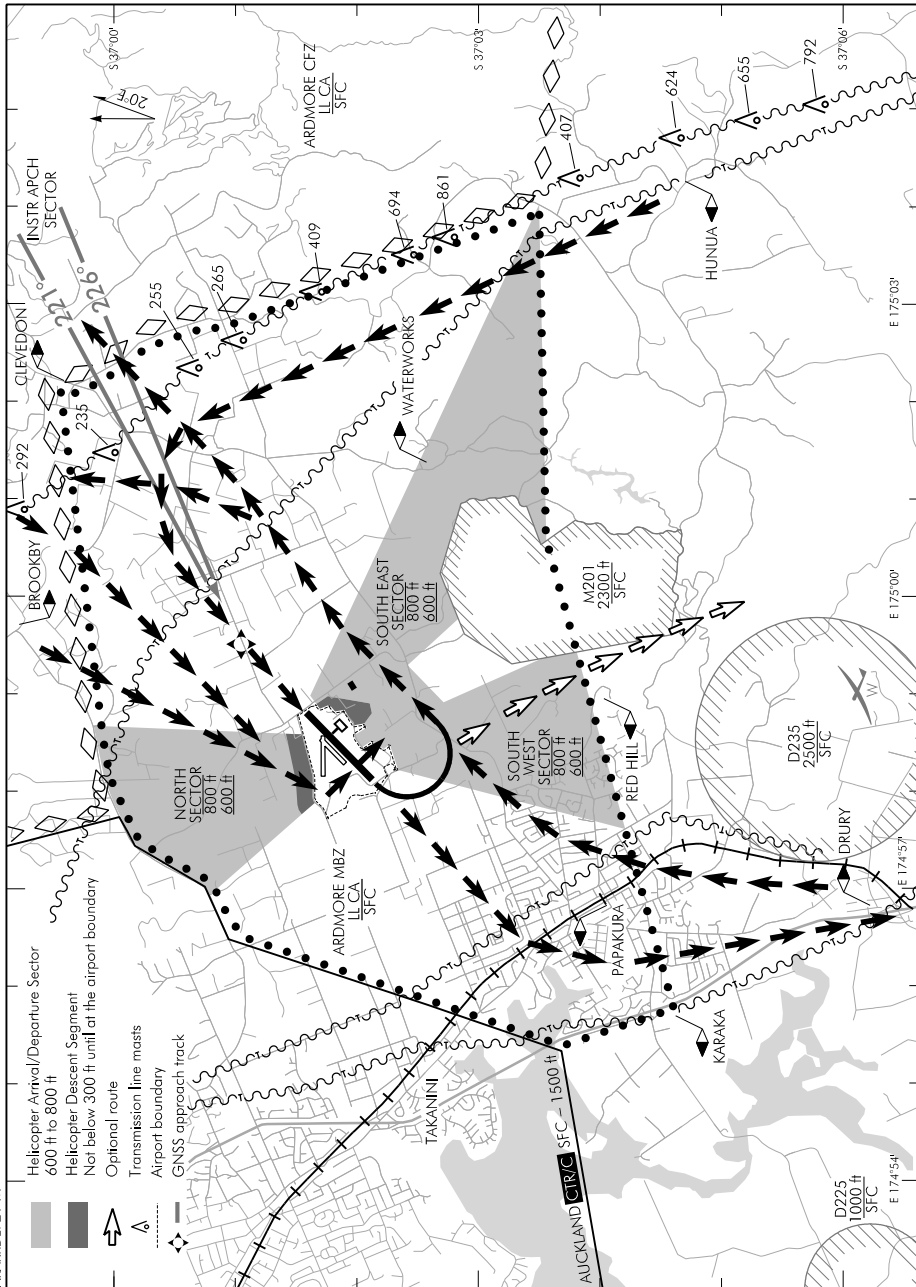 Helicopter Arrival/Departure Sector
600 ft to 800 ft
Helicopter Descent Segment
Not below 300 ft until at the airport boundary
Optional route
Transmission line masts
Airport boundary
GNSS approach track
BROOKBY
292
235
CLEVEDON
INSTR APCH
SECTOR
221°
226°
20°E
S 37°00'
255
265
409
694
861
NORTH
SECTOR
800 ft
600 ft
ARDMORE CFZ
LL CA
SFC
ARDMORE MBZ
LL CA
SFC
SOUTH EAST
SECTOR
800 ft
600 ft
WATERWORKS
S 37°03'
TAKANINI
SOUTH
WEST
SECTOR
800 ft
600 ft
407
AUCKLAND CTR/C SFC – 1500 ft
PAPAKURA
RED HILL
M201
2300 ft
SFC
HUNUA
624
655
792
KARAKA
D235
2500 ft
SFC
W
DRURY
S 37°06'
D225
1000 ft
SFC
E 174°54'
E 174°57'
E 175°00'
E 175°03'